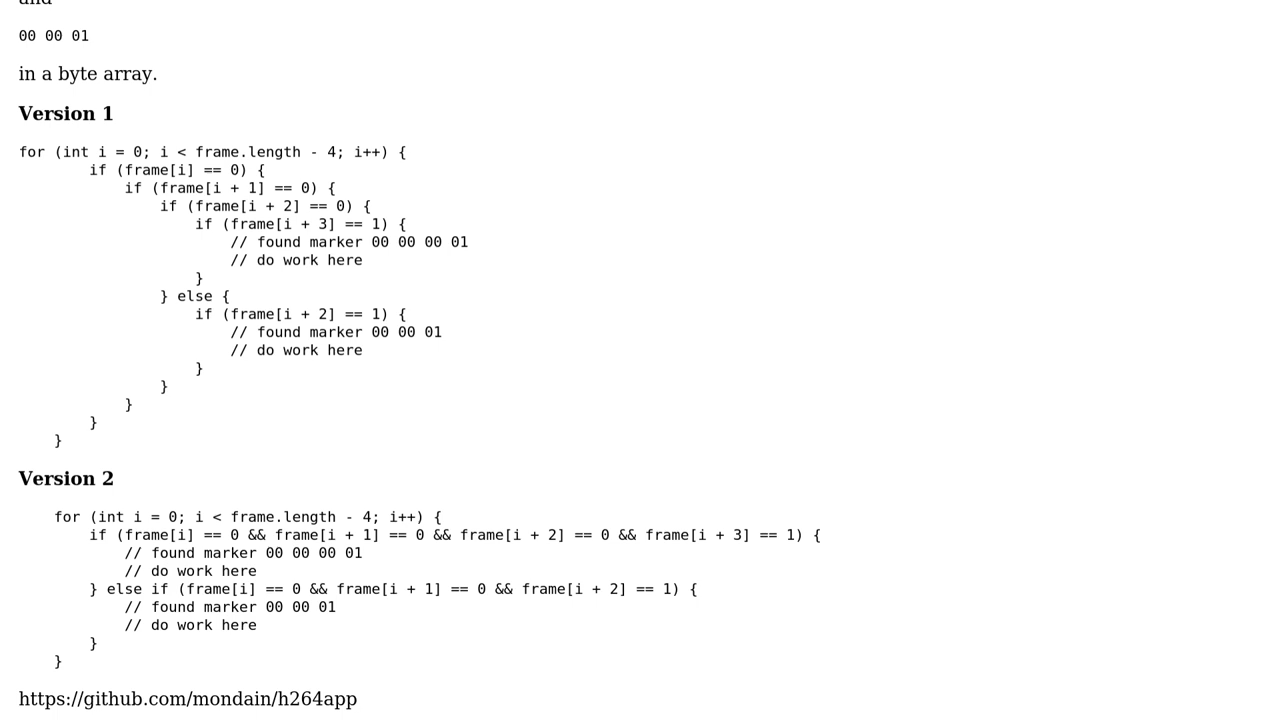 and
00 00 01
in a byte array.
Version 1
for (int i = 0; i < frame.length - 4; i++) {
        if (frame[i] == 0) {
            if (frame[i + 1] == 0) {
                if (frame[i + 2] == 0) {
                    if (frame[i + 3] == 1) {
                        // found marker 00 00 00 01
                        // do work here
                    }
                } else {
                    if (frame[i + 2] == 1) {
                        // found marker 00 00 01
                        // do work here
                    }
                }
            }
        }
    }
Version 2
    for (int i = 0; i < frame.length - 4; i++) {
        if (frame[i] == 0 && frame[i + 1] == 0 && frame[i + 2] == 0 && frame[i + 3] == 1) {
            // found marker 00 00 00 01
            // do work here
        } else if (frame[i] == 0 && frame[i + 1] == 0 && frame[i + 2] == 1) {
            // found marker 00 00 01
            // do work here
        }
    }
https://github.com/mondain/h264app